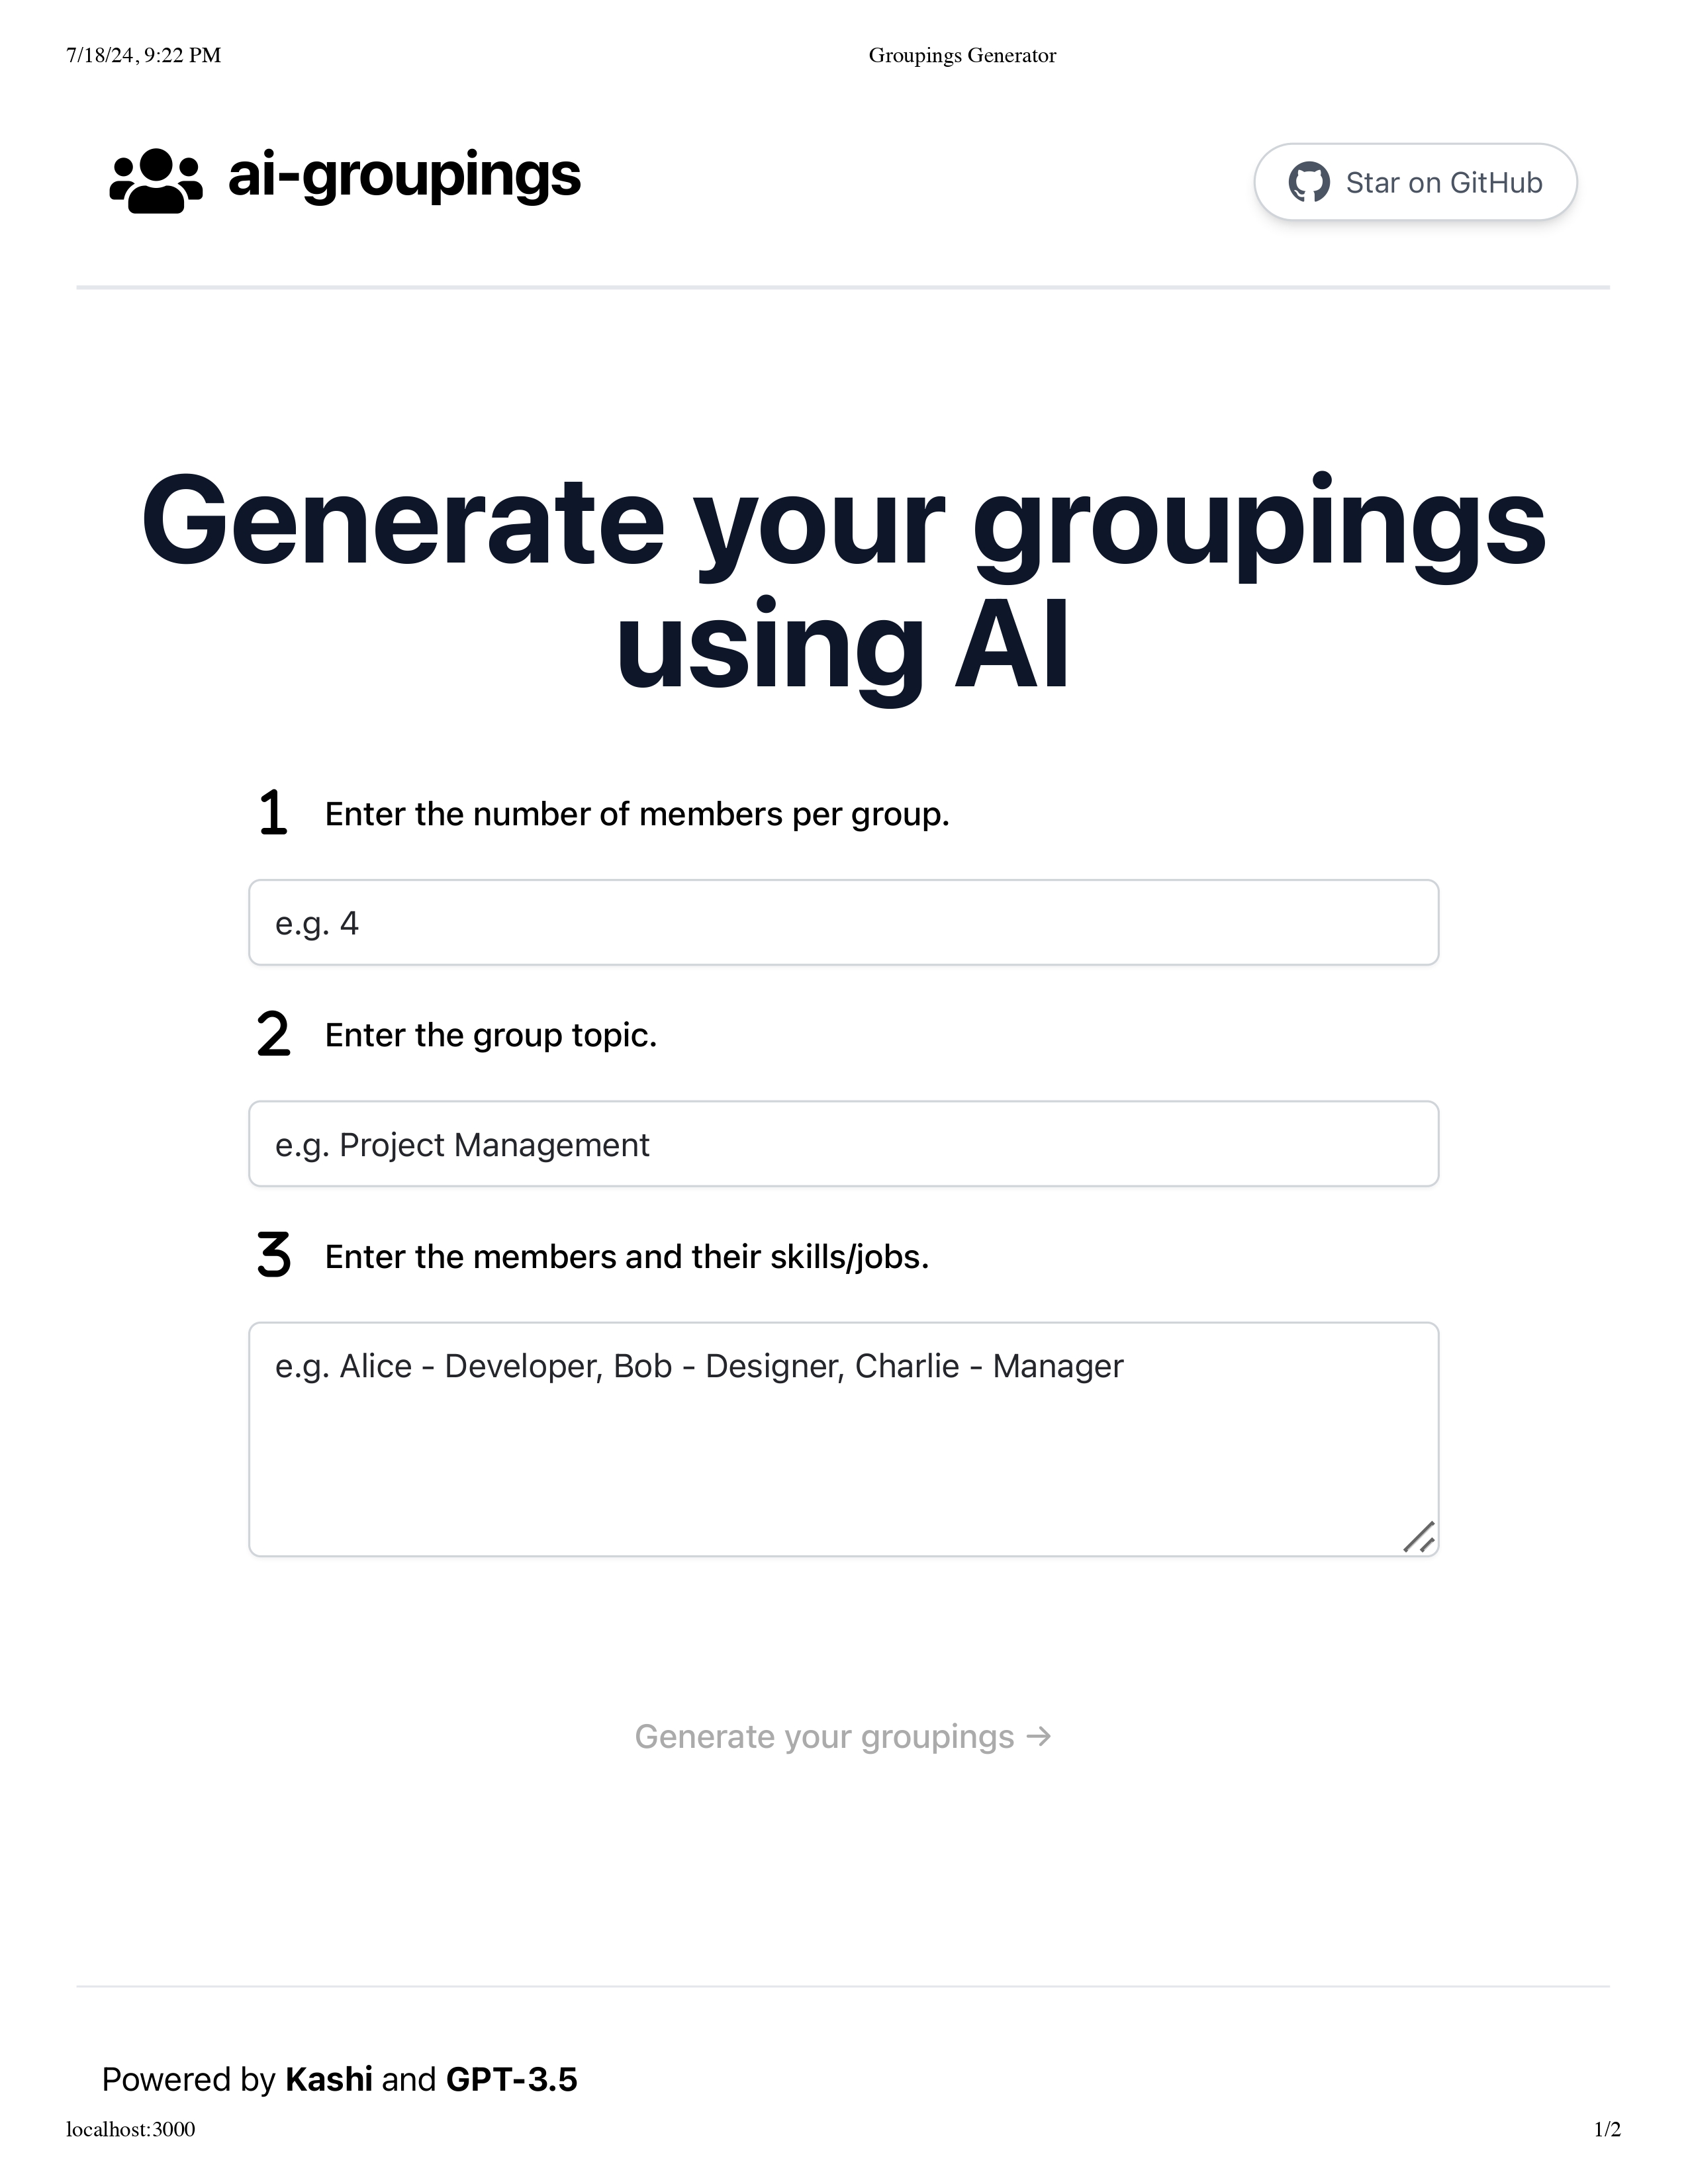 7/18/24, 9:22 PM Groupings Generator
ai-groupings Star on GitHub
Generate your groupings
using AI
1 Enter the number of members per group.
e.g. 4
2 Enter the group topic.
e.g. Project Management
3 Enter the members and their skills/jobs.
e.g. Alice - Developer, Bob - Designer, Charlie - Manager
Generate your groupings →
Powered by Kashi and GPT-3.5
localhost:3000 1/2